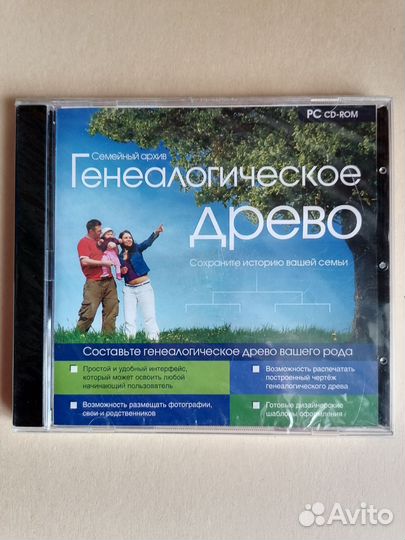 PC CD-ROM
Семейный архив
Генеалогическое
древо
Сохраните историю вашей семьи
Составьте генеалогическое древо вашего рода
Простой и удобный интерфейс,
который может освоить любой
начинающий пользователь
Возможность распечатать
построенный чертёж
генеалогического древа
Возможность размещать фотографии,
свои и родственников
Готовые дизайнерские
шаблоны оформления
Avito